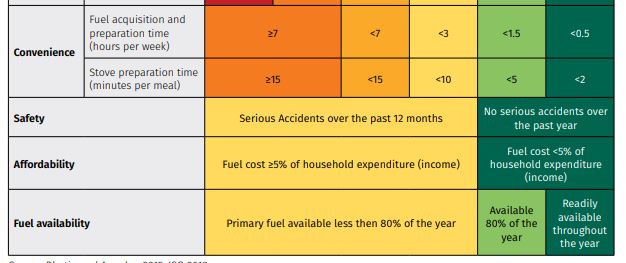 Convenience
Fuel acquisition and
preparation time
(hours per week)
≥7
<7
<3
<1.5
<0.5
Stove preparation time
(minutes per meal)
≥15
<15
<10
<5
<2
Safety
Serious Accidents over the past 12 months
No serious accidents over
the past year
Affordability
Fuel cost ≥5% of household expenditure (income)
Fuel cost <5% of
household expenditure
(income)
Fuel availability
Primary fuel available less then 80% of the year
Available
80% of the
year
Readily
available
throughout
the year